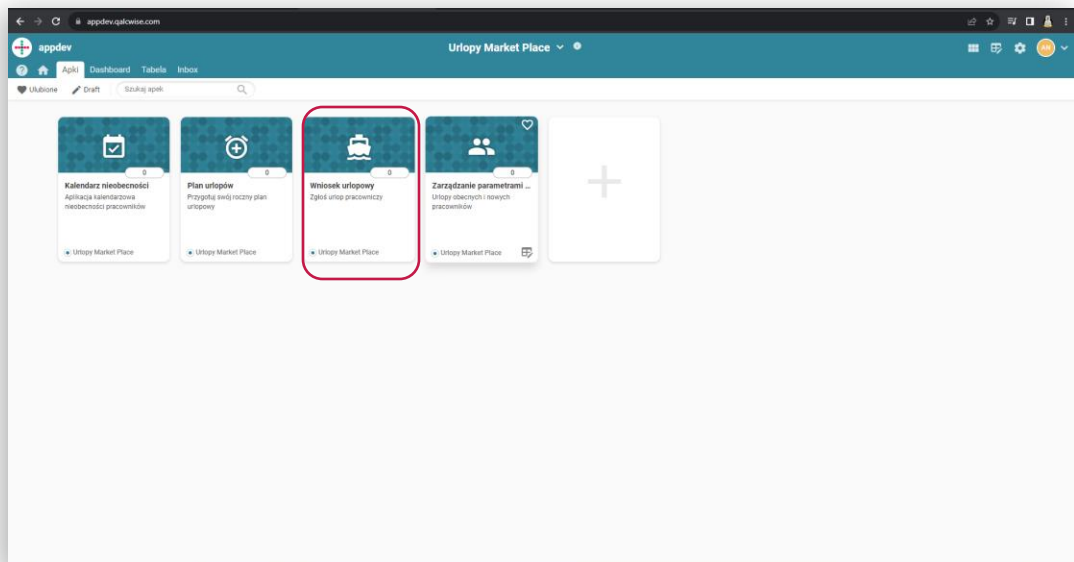 appdev.qalcwise.com
appdev
Urlopy Market Place
Apki Dashboard Tabela Inbox
Ulubione Draft Szukaj apek
0
Kalendarz nieobecności
Aplikacja kalendarzowa
nieobecności pracowników
Urlopy Market Place
0
Plan urlopów
Przygotuj swój roczny plan
urlopowy
Urlopy Market Place
0
Wniosek urlopowy
Zgłoś urlop pracowniczy
Urlopy Market Place
0
Zarządzanie parametrami ...
Urlopy obecnych i nowych
pracowników
Urlopy Market Place